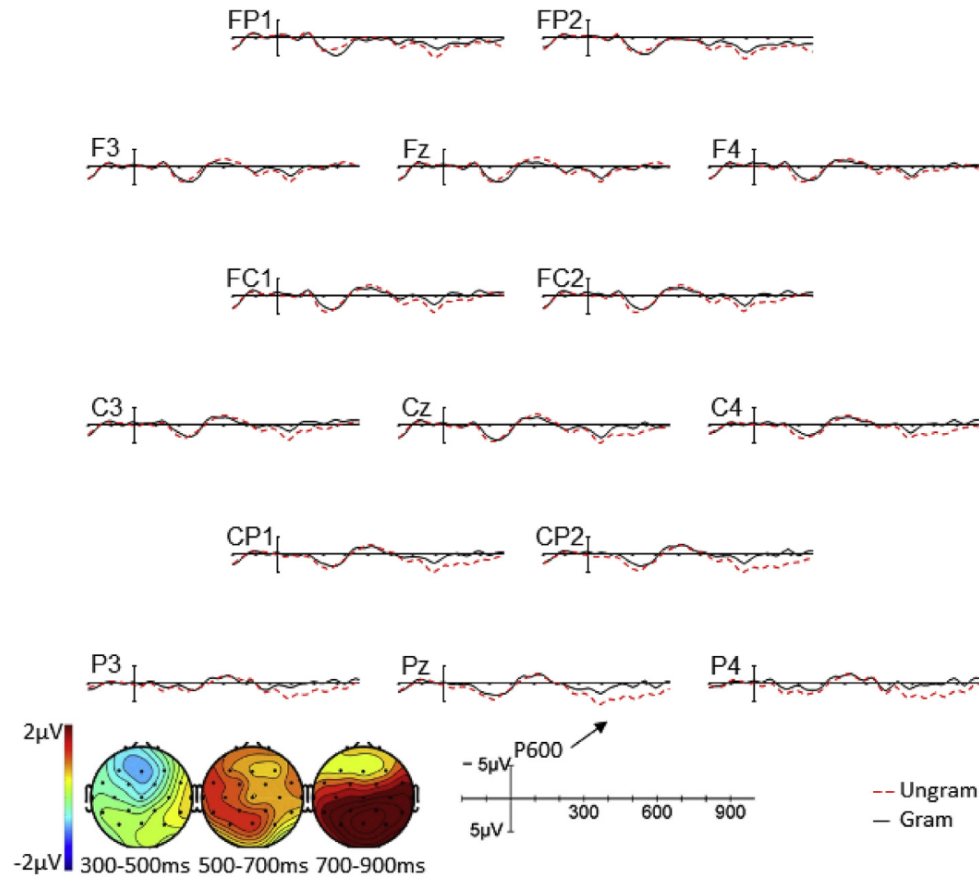 FP1 FP2
F3 Fz F4
FC1 FC2
C3 Cz C4
CP1 CP2
P3 Pz P4
2µV
-2µV
300-500ms 500-700ms 700-900ms
P600
- 5µV
5µV
300 600 900
Ungram
Gram